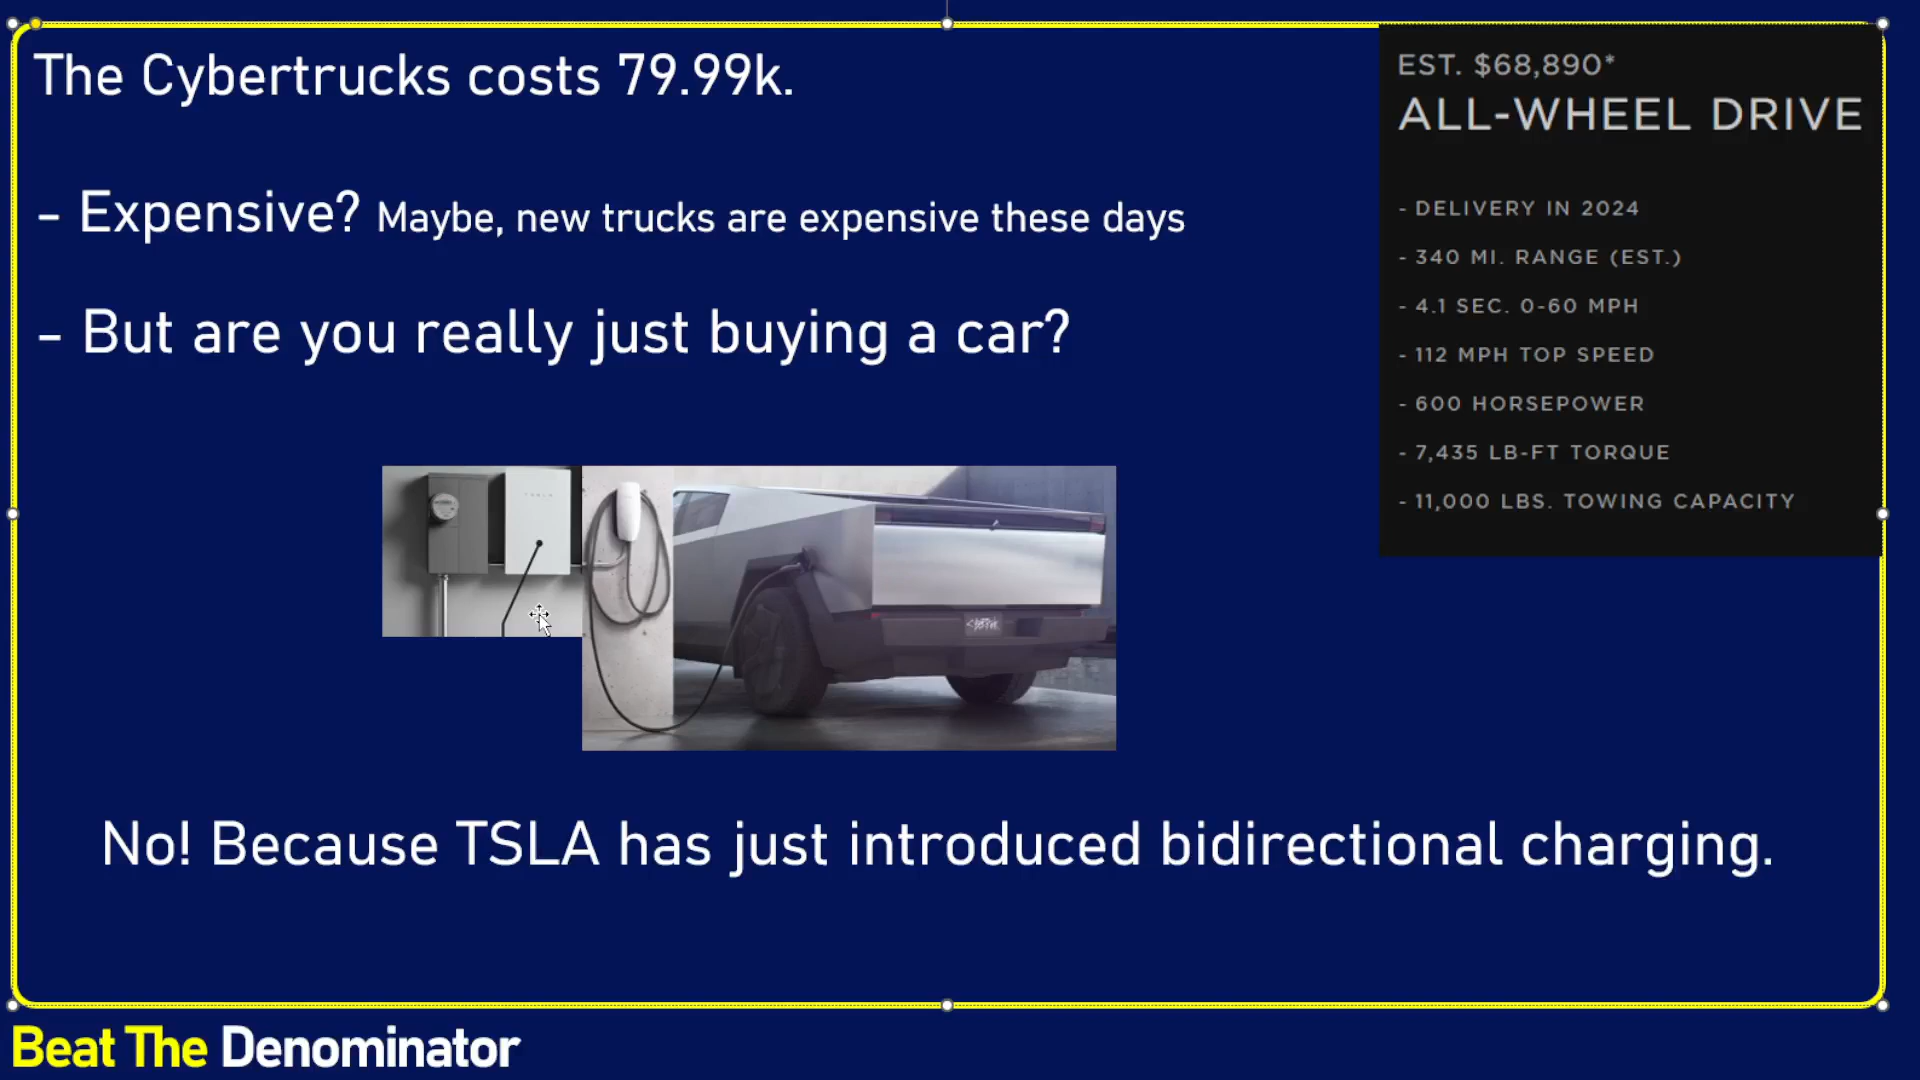 The Cybertrucks costs 79.99k.
- Expensive? Maybe, new trucks are expensive these days
- But are you really just buying a car?
EST. $68,890*
ALL-WHEEL DRIVE
- DELIVERY IN 2024
- 340 MI. RANGE (EST.)
- 4.1 SEC. 0-60 MPH
- 112 MPH TOP SPEED
- 600 HORSEPOWER
- 7,435 LB-FT TORQUE
- 11,000 LBS. TOWING CAPACITY
TESLA
No! Because TSLA has just introduced bidirectional charging.
Beat The Denominator